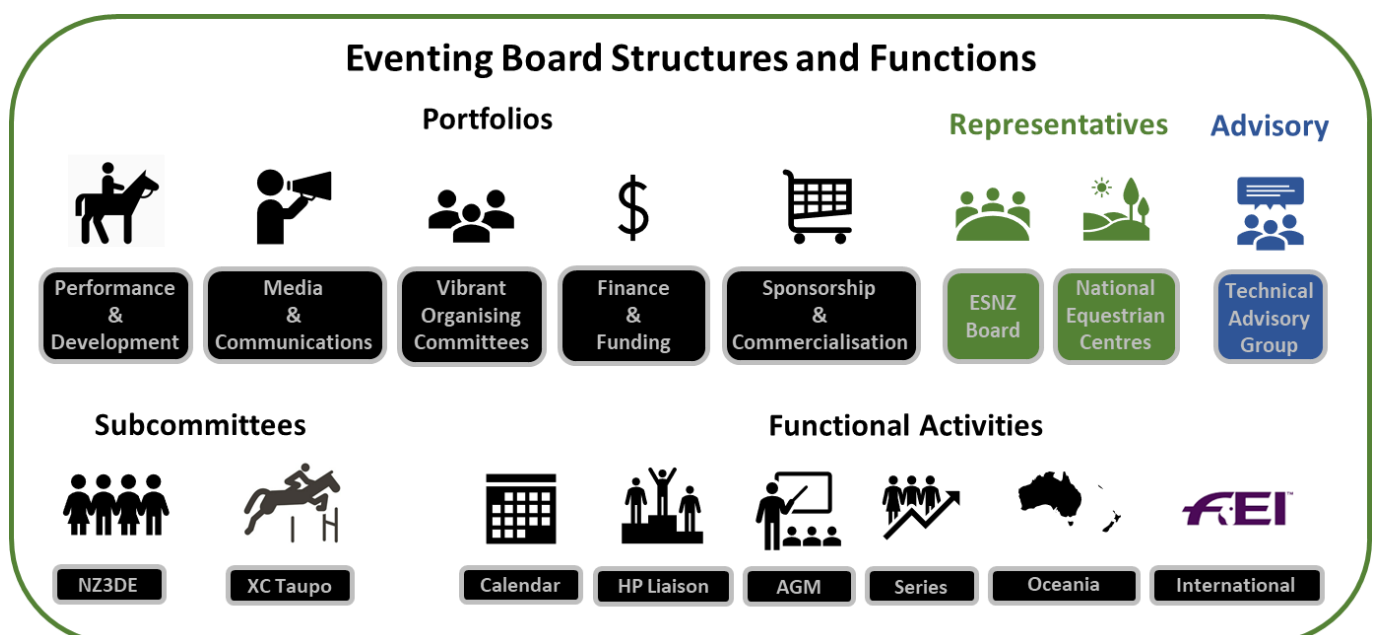 Eventing Board Structures and Functions
Portfolios
Representatives
Advisory
Performance
&
Development
Media
&
Communications
Vibrant
Organising
Committees
Finance
&
Funding
Sponsorship
&
Commercialisation
ESNZ
Board
National
Equestrian
Centres
Technical
Advisory
Group
$
Subcommittees
Functional Activities
FEI™
NZ3DE
XC Taupo
Calendar
HP Liaison
AGM
Series
Oceania
International